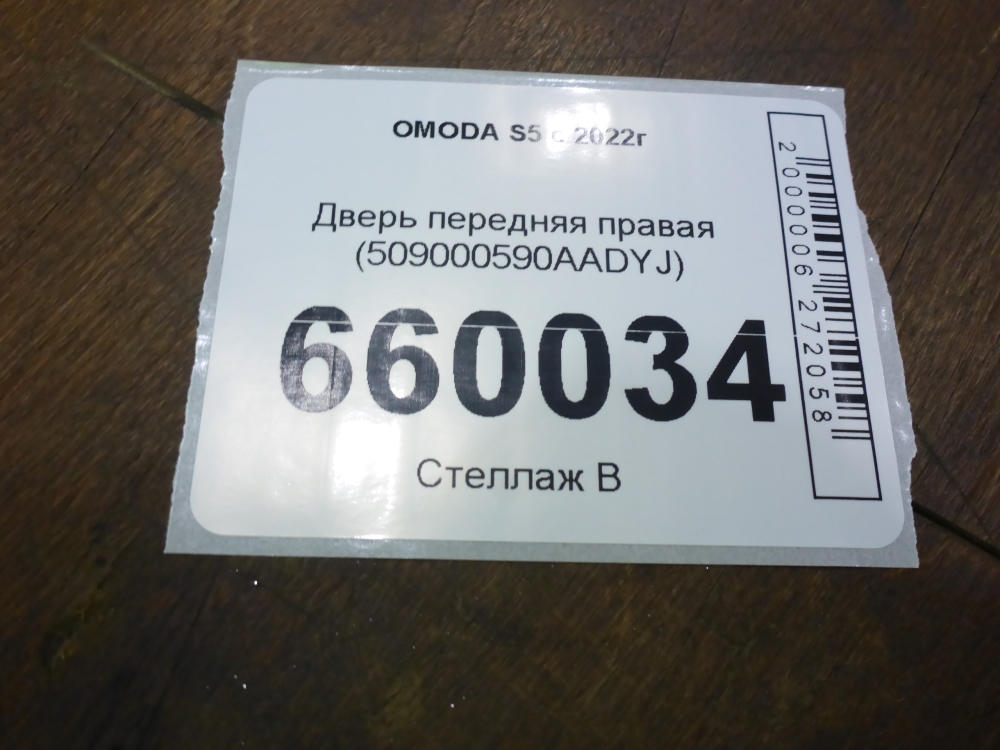 OMODA S5 с 2022г
Дверь передняя правая
(509000590AADYJ)
660034
Стеллаж В
2000006272058